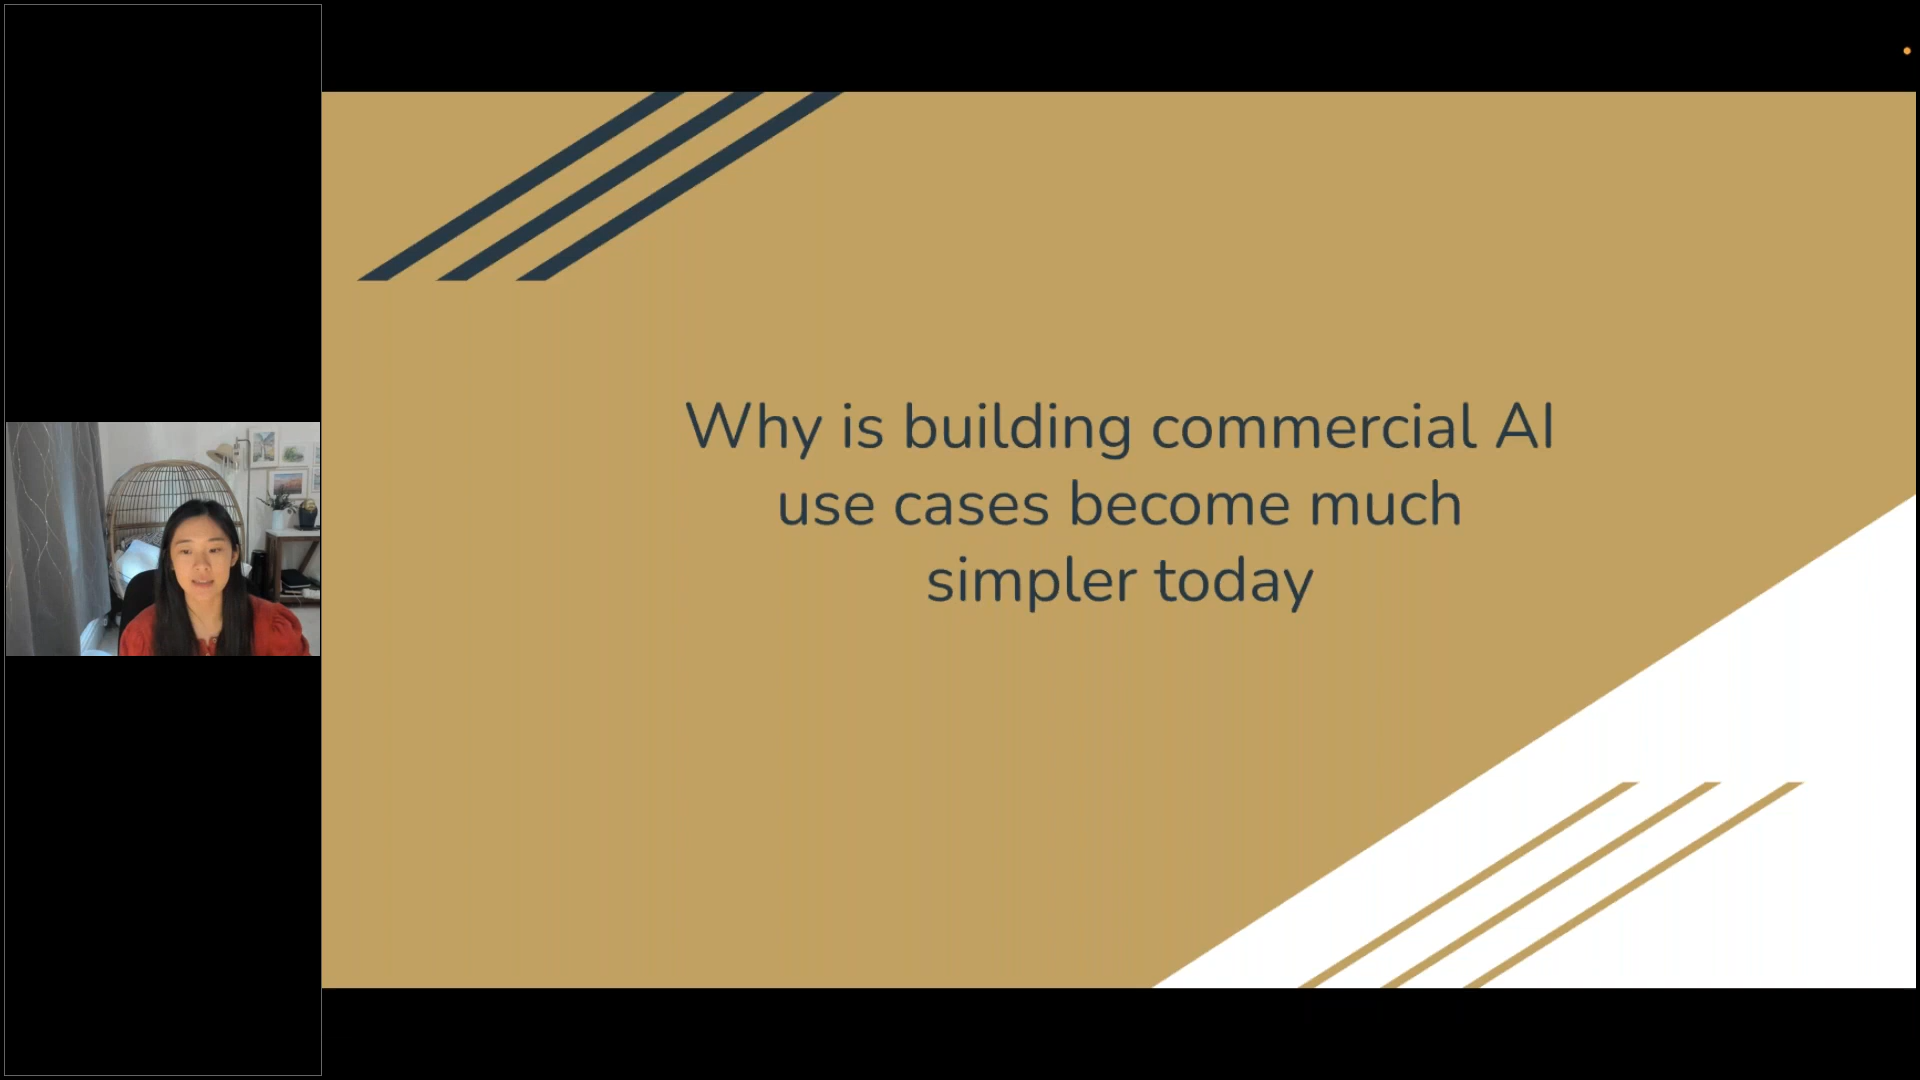 Why is building commercial AI
use cases become much
simpler today